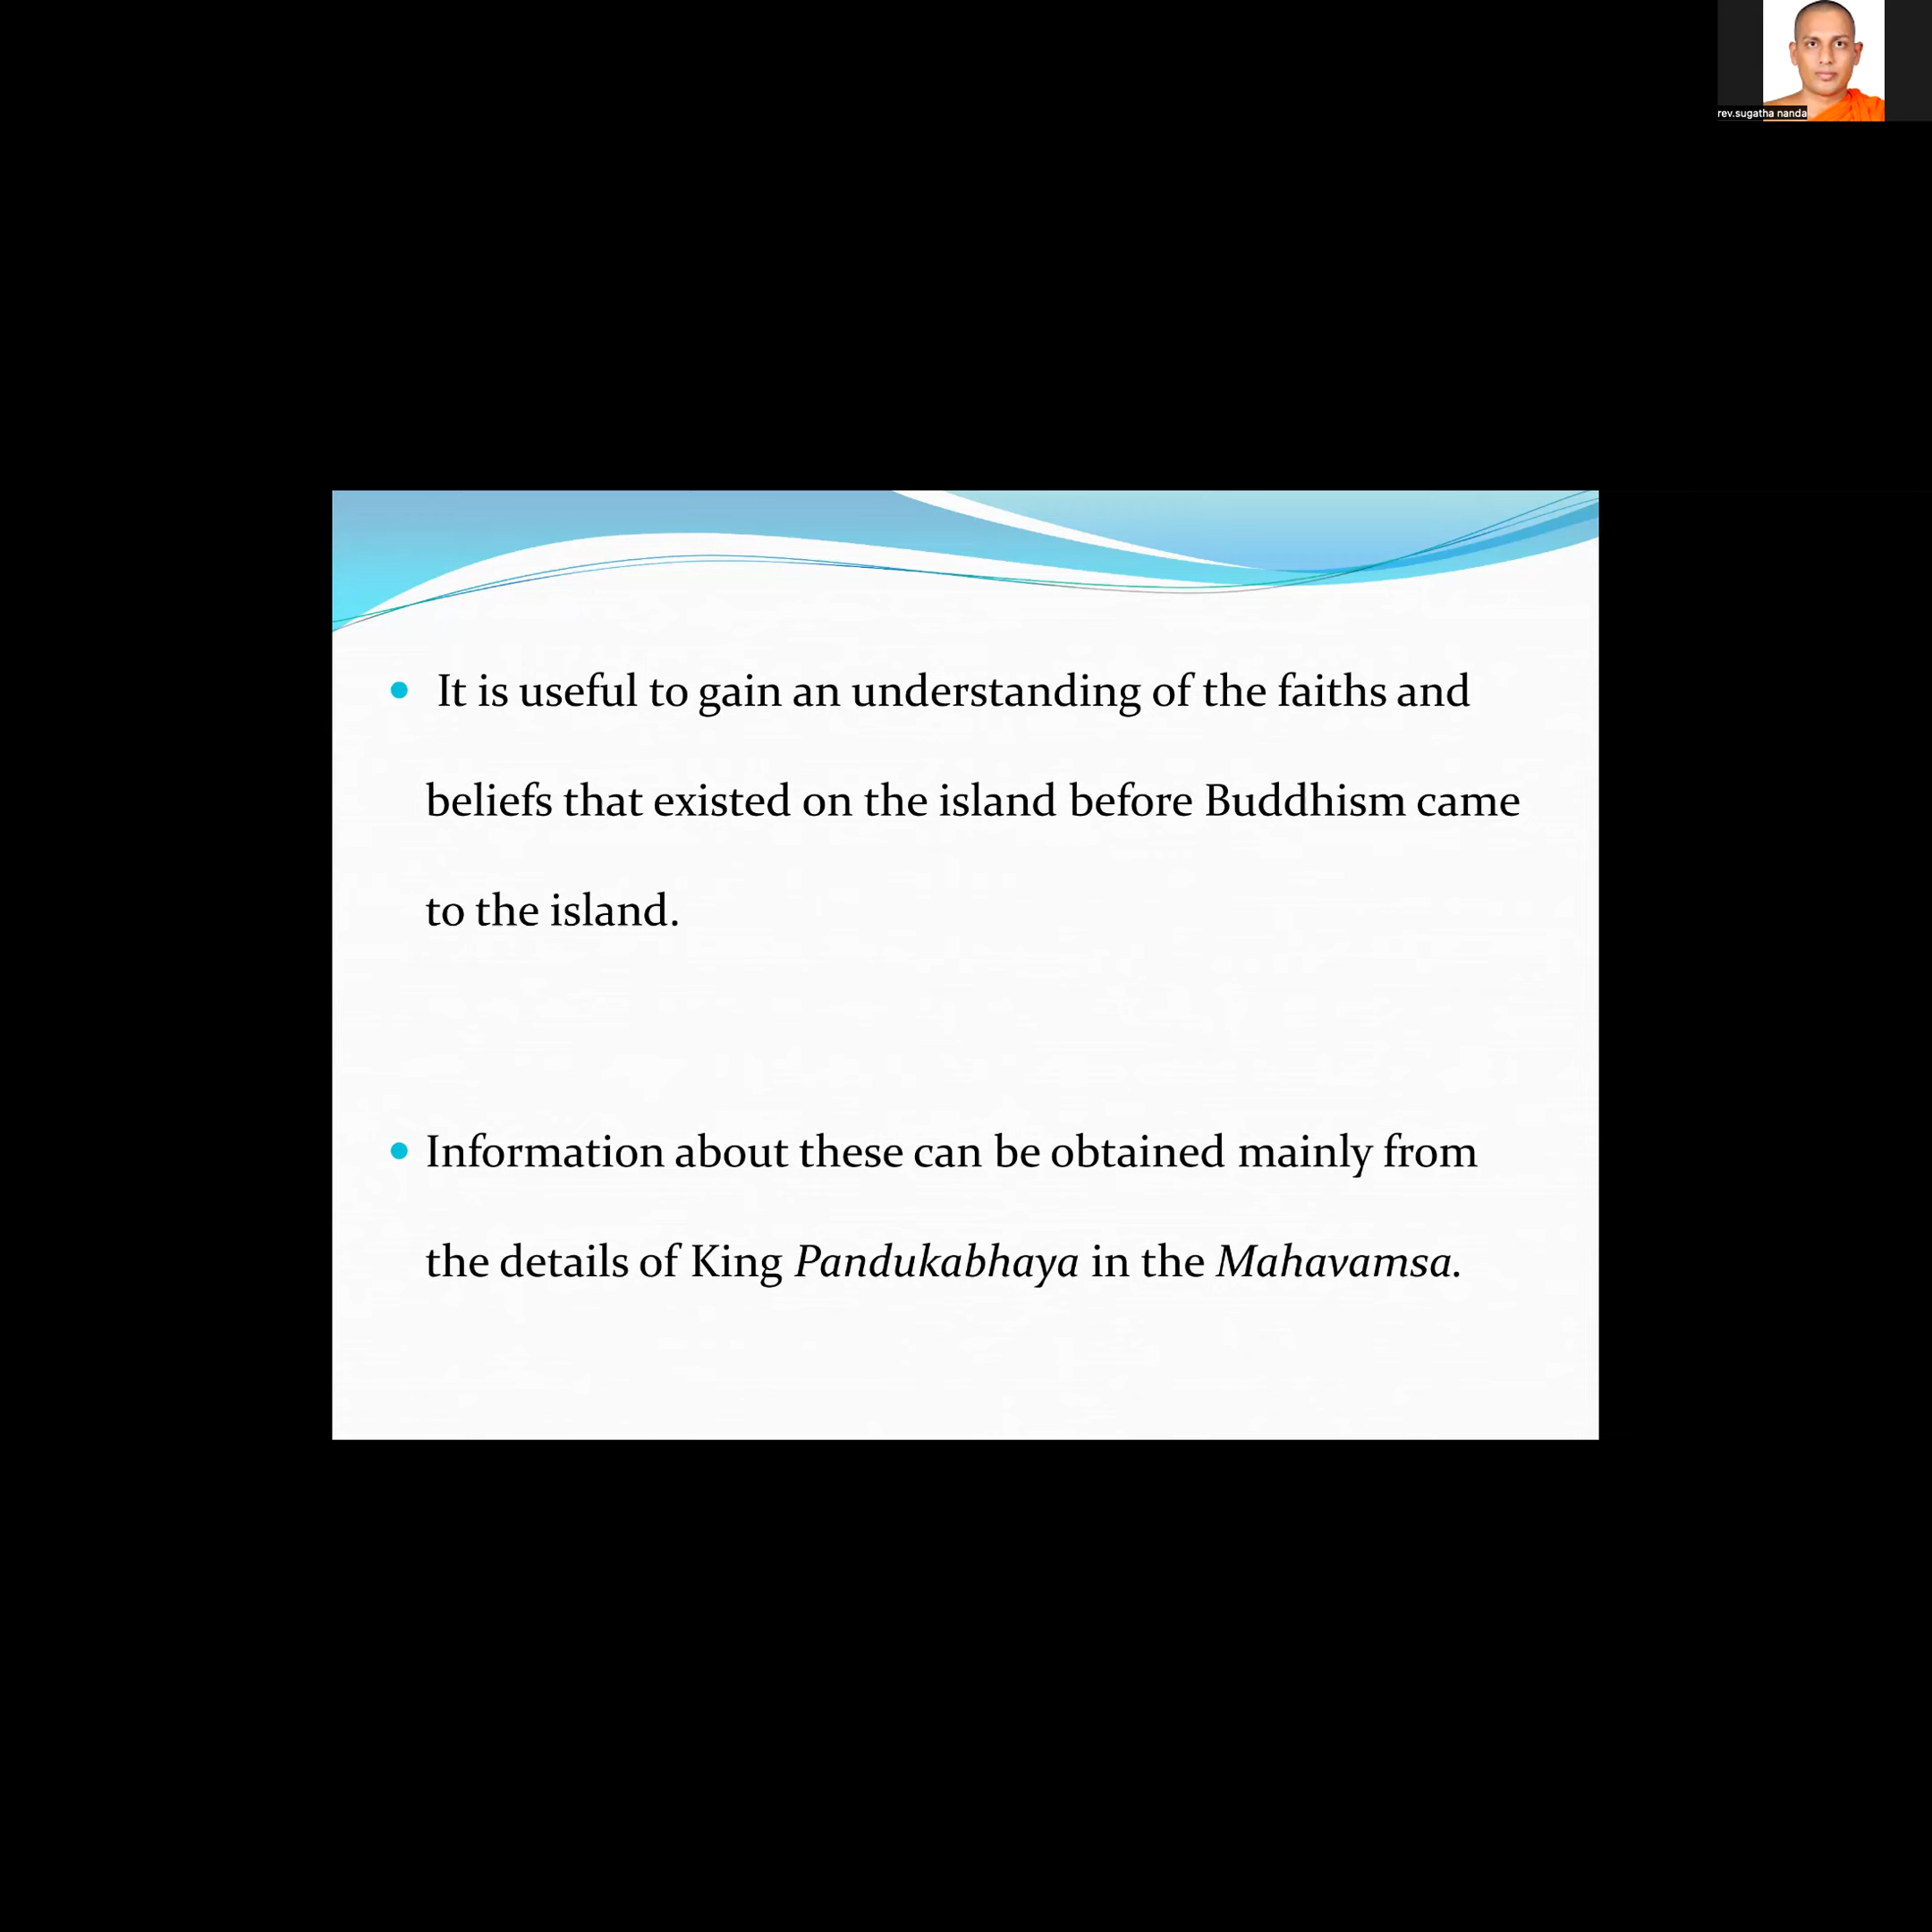 rev.sugatha nanda
It is useful to gain an understanding of the faiths and
beliefs that existed on the island before Buddhism came
to the island.
Information about these can be obtained mainly from
the details of King Pandukabhaya in the Mahavamsa.